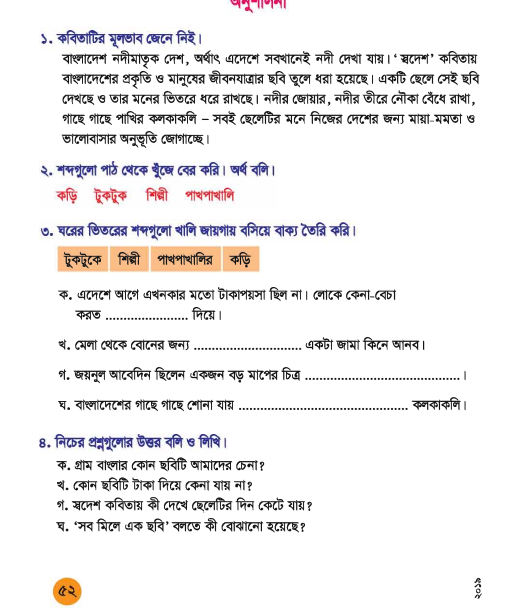 অনুশীলনী
১. কবিতাটির মূলভাব জেনে নিই।
বাংলাদেশ নদীমাতৃক দেশ, অর্থাৎ এদেশে সবখানেই নদী দেখা যায়। ‘স্বদেশ’ কবিতায়
বাংলাদেশের প্রকৃতি ও মানুষের জীবনযাত্রার ছবি তুলে ধরা হয়েছে। একটি ছেলে সেই ছবি
দেখছে ও তার মনের ভিতরে ধরে রাখছে। নদীর জোয়ার, নদীর তীরে নৌকা বেঁধে রাখা,
গাছে গাছে পাখির কলকাকলি – সবই ছেলেটির মনে নিজের দেশের জন্য মায়া-মমতা ও
ভালোবাসার অনুভূতি জোগাচ্ছে।
২. শব্দগুলো পাঠ থেকে খুঁজে বের করি। অর্থ বলি।
কড়ি টুকটুক শিল্পী পাখপাখালি
৩. ঘরের ভিতরের শব্দগুলো খালি জায়গায় বসিয়ে বাক্য তৈরি করি।
টুকটুকে শিল্পী পাখপাখালির কড়ি
ক. এদেশে আগে এখনকার মতো টাকাপয়সা ছিল না। লোকে কেনা-বেচা
করত ....................... দিয়ে।
খ. মেলা থেকে বোনের জন্য .............................. একটা জামা কিনে আনব।
গ. জয়নুল আবেদিন ছিলেন একজন বড় মাপের চিত্র ........................................... ।
ঘ. বাংলাদেশের গাছে গাছে শোনা যায় ............................................... কলকাকলি।
৪. নিচের প্রশ্নগুলোর উত্তর বলি ও লিখি।
ক. গ্রাম বাংলার কোন ছবিটি আমাদের চেনা?
খ. কোন ছবিটি টাকা দিয়ে কেনা যায় না?
গ. স্বদেশ কবিতায় কী দেখে ছেলেটির দিন কেটে যায়?
ঘ. ‘সব মিলে এক ছবি’ বলতে কী বোঝানো হয়েছে?
৫২
২০১৯